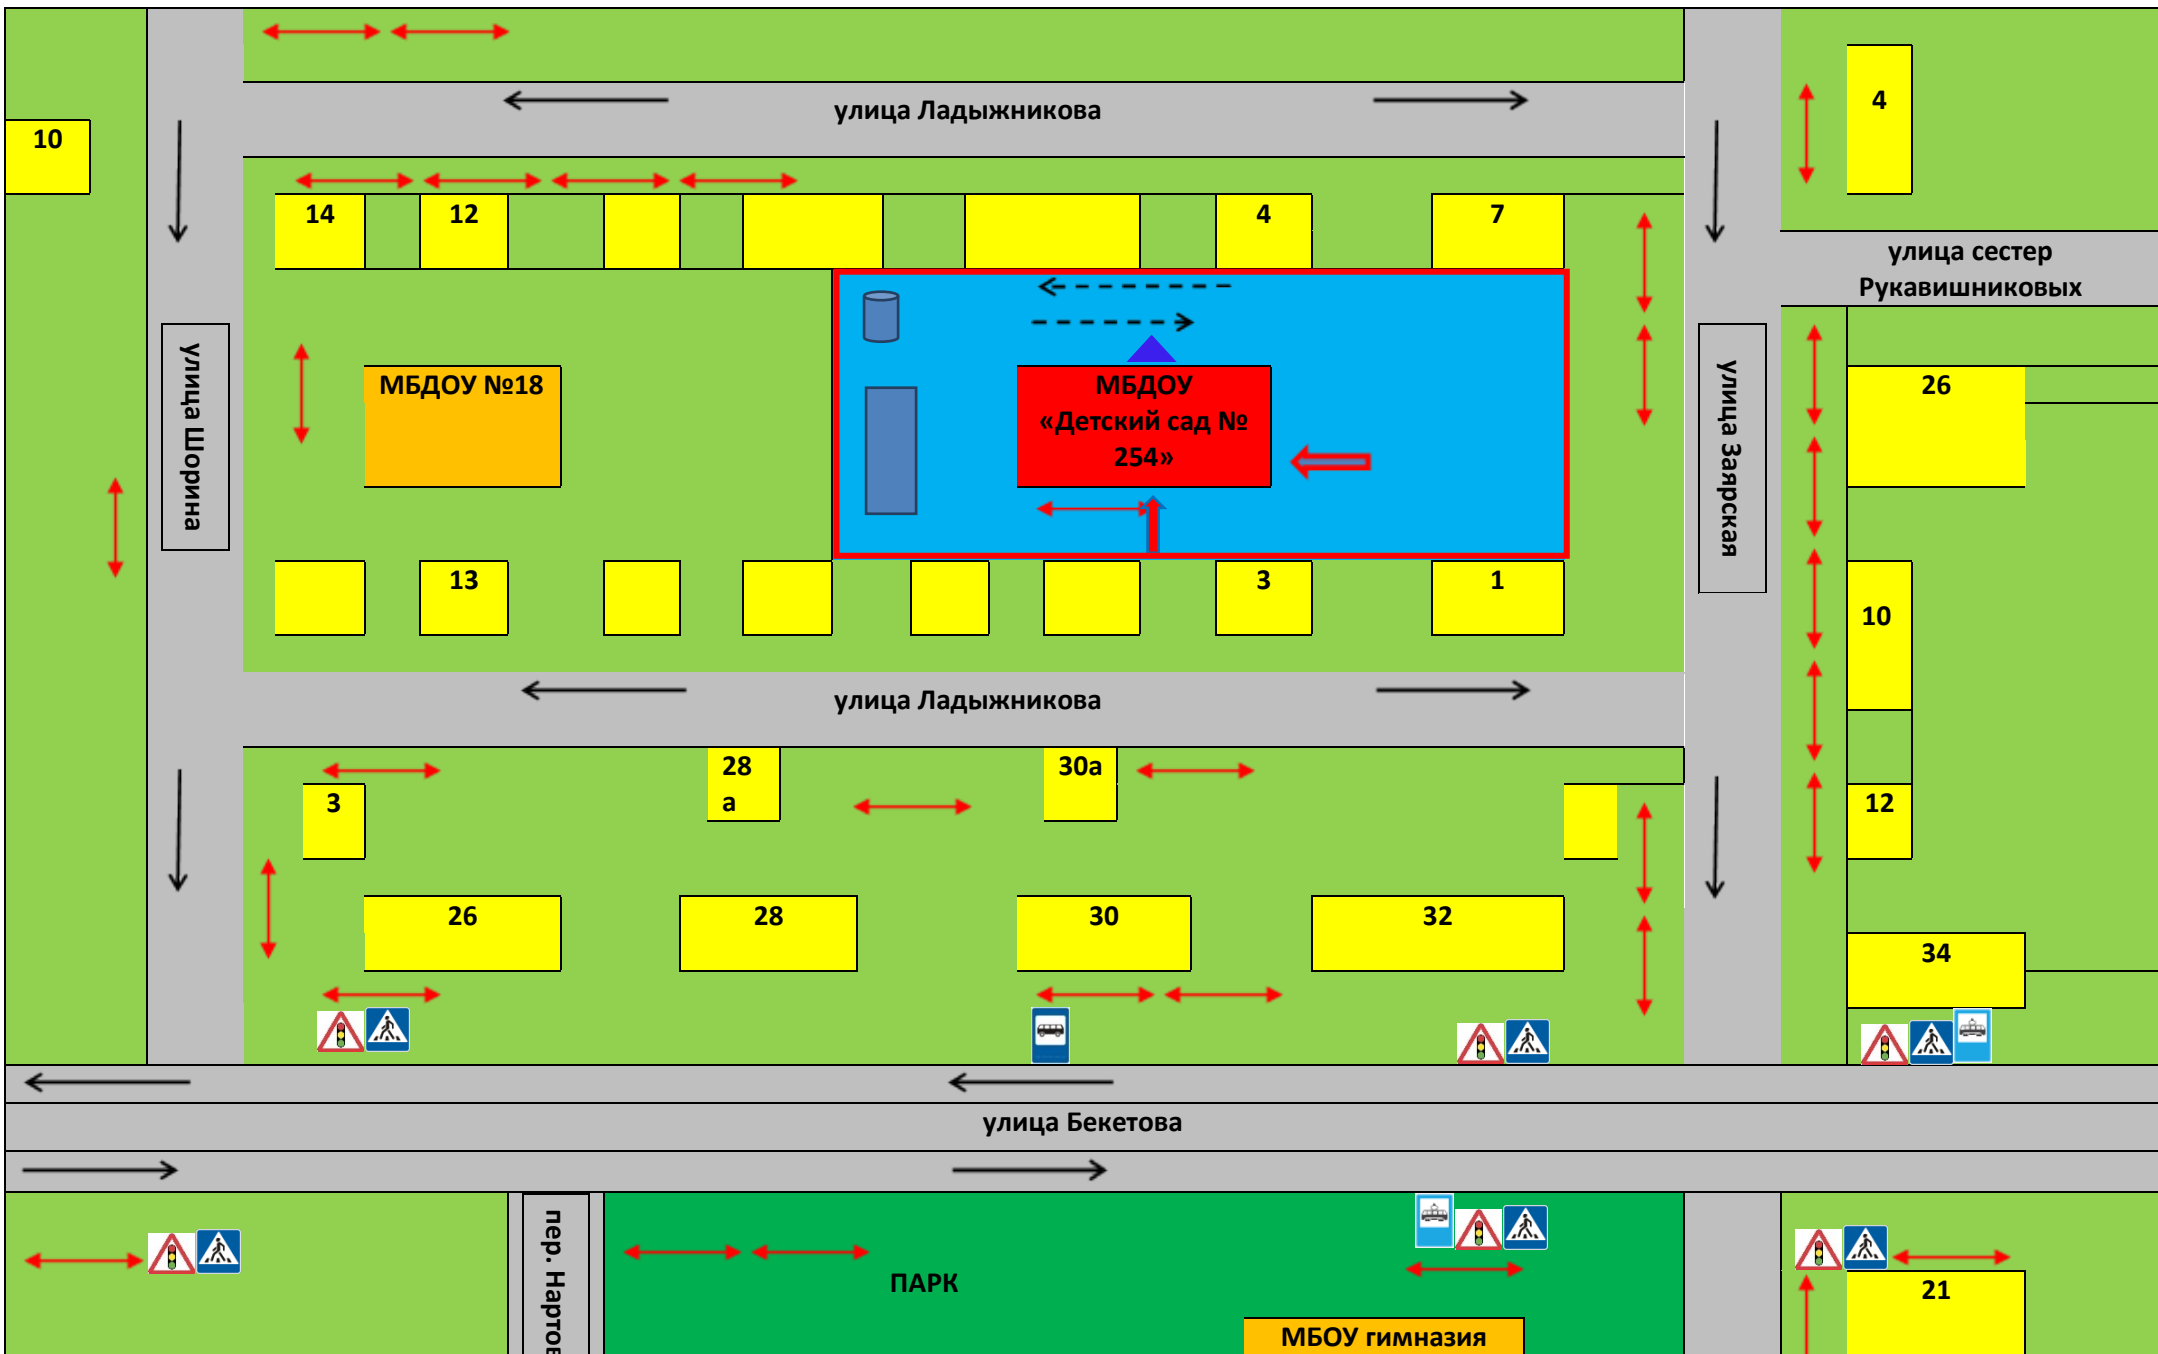 улица Ладыжникова
4
10
14
12
4
7
улица сестер
Рукавишниковых
улица Шорина
МБДОУ №18
МБДОУ
«Детский сад №
254»
улица Заярская
26
13
3
1
10
улица Ладыжникова
28
а
30а
3
12
26
28
30
32
34
улица Бекетова
пер. Нартов
ПАРК
21
МБОУ гимназия